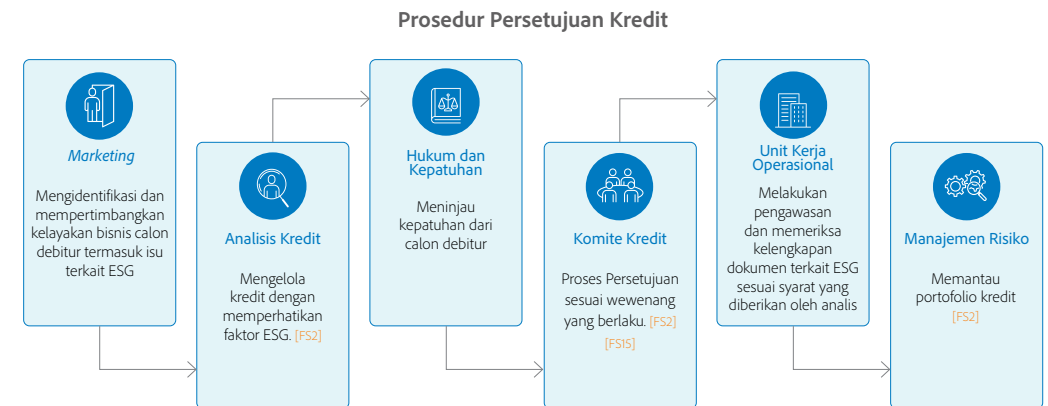 Prosedur Persetujuan Kredit
Marketing
Mengidentifikasi dan
mempertimbangkan
kelayakan bisnis calon
debitur termasuk isu
terkait ESG
Analisis Kredit
Mengelola
kredit dengan
memperhatikan
faktor ESG. [FS2]
Hukum dan
Kepatuhan
Meninjau
kepatuhan dari
calon debitur
Komite Kredit
Proses Persetujuan
sesuai wewenang
yang berlaku. [FS2]
[FS15]
Unit Kerja
Operasional
Melakukan
pengawasan
dan memeriksa
kelengkapan
dokumen terkait ESG
sesuai syarat yang
diberikan oleh analis
Manajemen Risiko
Memantau
portofolio kredit
[FS2]